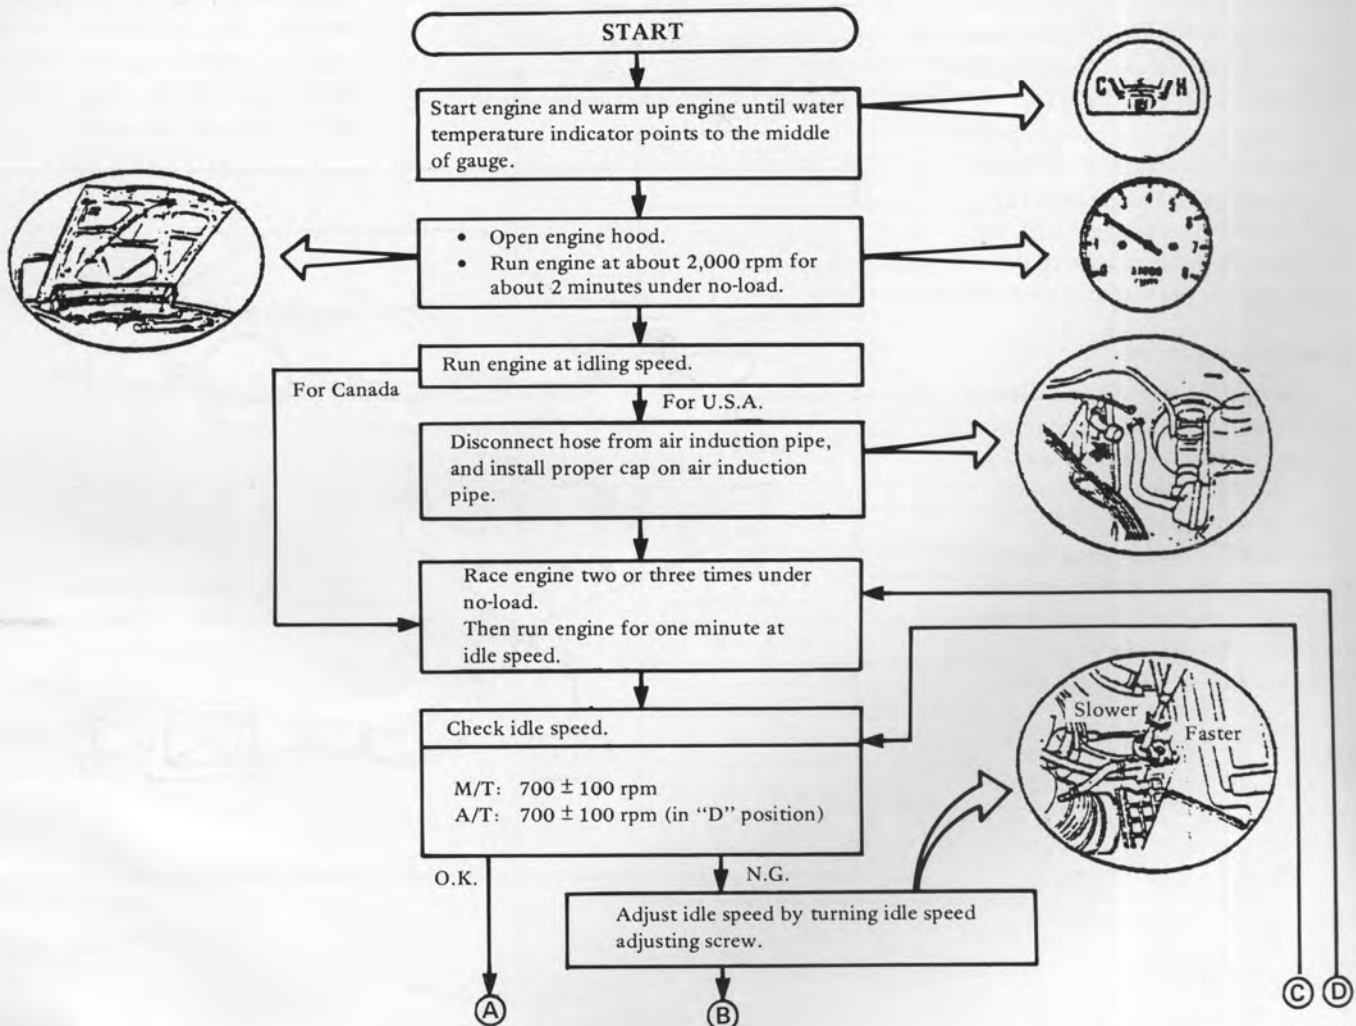 START
Start engine and warm up engine until water
temperature indicator points to the middle
of gauge.
C H
• Open engine hood.
• Run engine at about 2,000 rpm for
about 2 minutes under no-load.
3 4 5
Run engine at idling speed.
For Canada
For U.S.A.
Disconnect hose from air induction pipe,
and install proper cap on air induction
pipe.
Race engine two or three times under
no-load.
Then run engine for one minute at
idle speed.
Check idle speed.
M/T: 700 ± 100 rpm
A/T: 700 ± 100 rpm (in “D” position)
Slower
Faster
O.K.
N.G.
Adjust idle speed by turning idle speed
adjusting screw.
A
B
C D